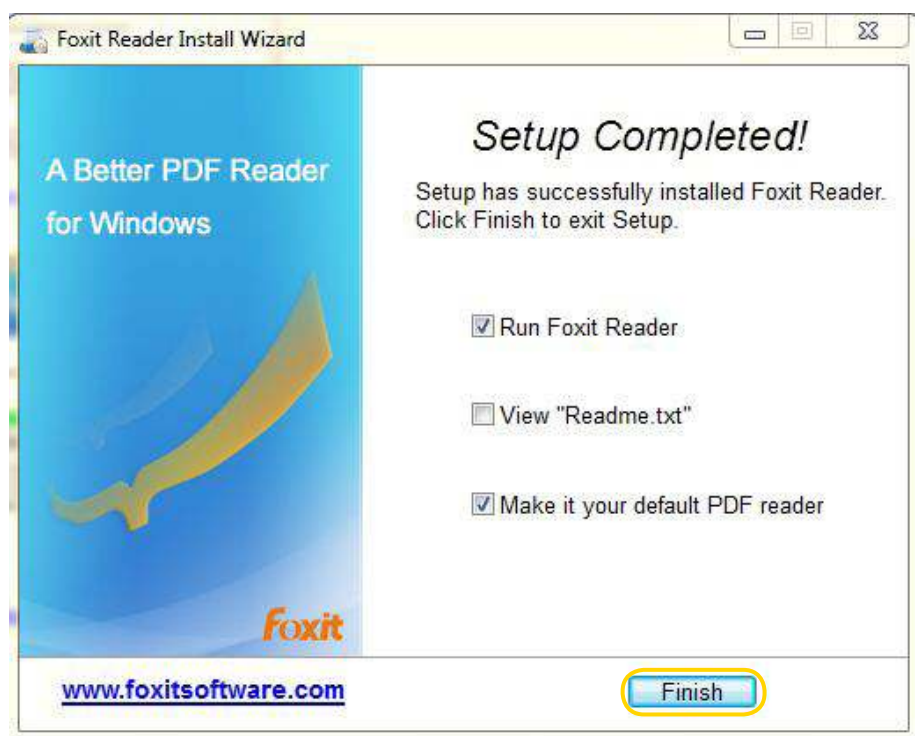 Foxit Reader Install Wizard
A Better PDF Reader
for Windows
foxit
Setup Completed!
Setup has successfully installed Foxit Reader.
Click Finish to exit Setup.
Run Foxit Reader
View "Readme.txt"
Make it your default PDF reader
www.foxitsoftware.com
Finish